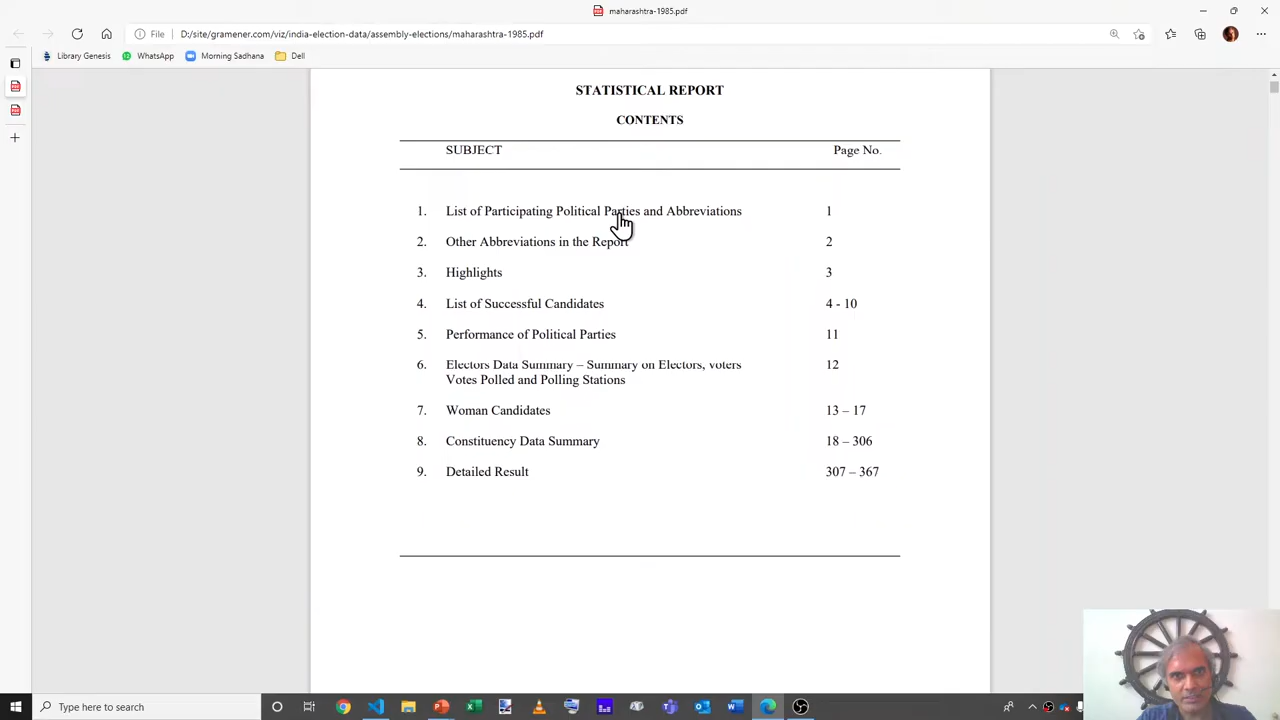 maharashtra-1985.pdf
File
D:/site/gramener.com/viz/india-election-data/assembly-elections/maharashtra-1985.pdf
Library Genesis
WhatsApp
Morning Sadhana
Dell
STATISTICAL REPORT
CONTENTS
SUBJECT Page No.
1. List of Participating Political Parties and Abbreviations 1
2. Other Abbreviations in the Report 2
3. Highlights 3
4. List of Successful Candidates 4 - 10
5. Performance of Political Parties 11
6. Electors Data Summary – Summary on Electors, voters 12
Votes Polled and Polling Stations
7. Woman Candidates 13 – 17
8. Constituency Data Summary 18 – 306
9. Detailed Result 307 – 367
Type here to search